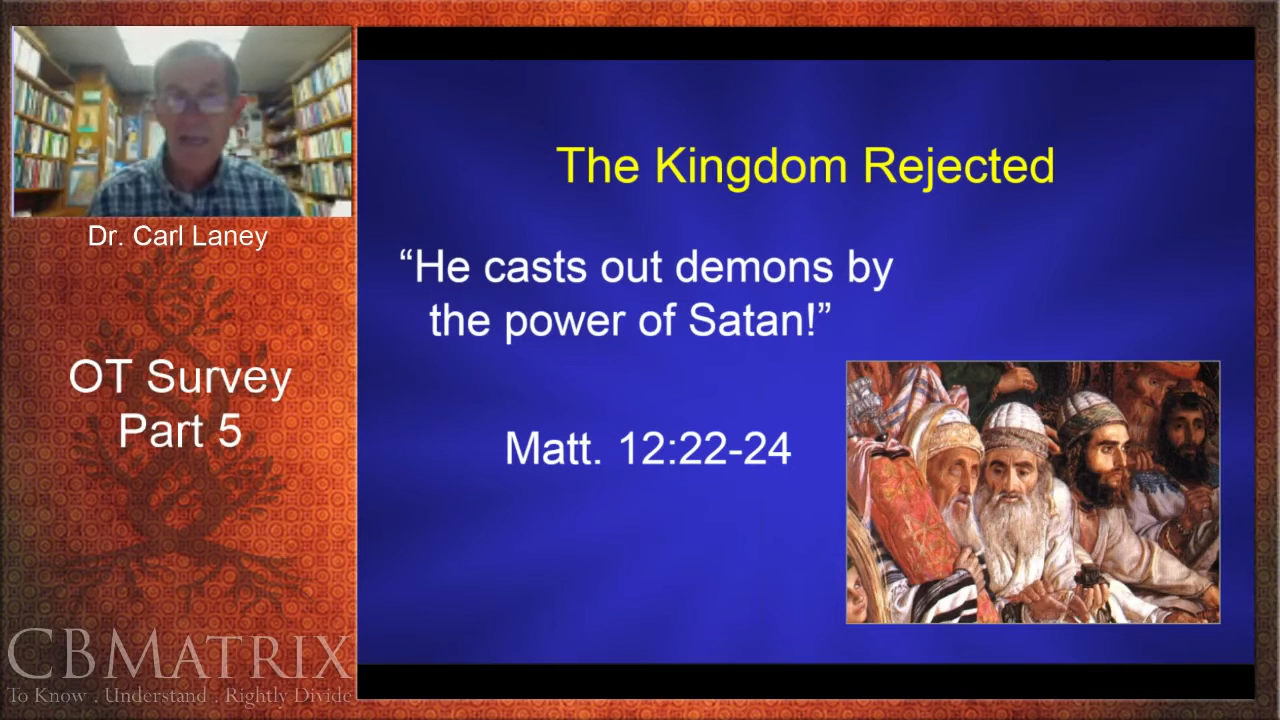 Dr. Carl Laney
OT Survey
Part 5
CBMATRIX
To Know . Understand . Rightly Divide
The Kingdom Rejected
“He casts out demons by
the power of Satan!”
Matt. 12:22-24